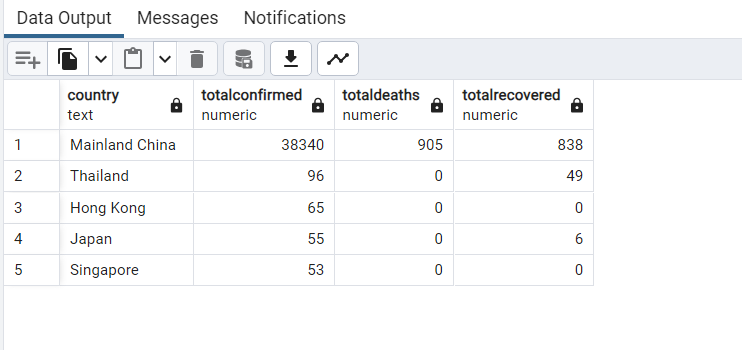 Data Output Messages Notifications
country totalconfirmed totaldeaths totalrecovered
text numeric numeric numeric
1 Mainland China 38340 905 838
2 Thailand 96 0 49
3 Hong Kong 65 0 0
4 Japan 55 0 6
5 Singapore 53 0 0